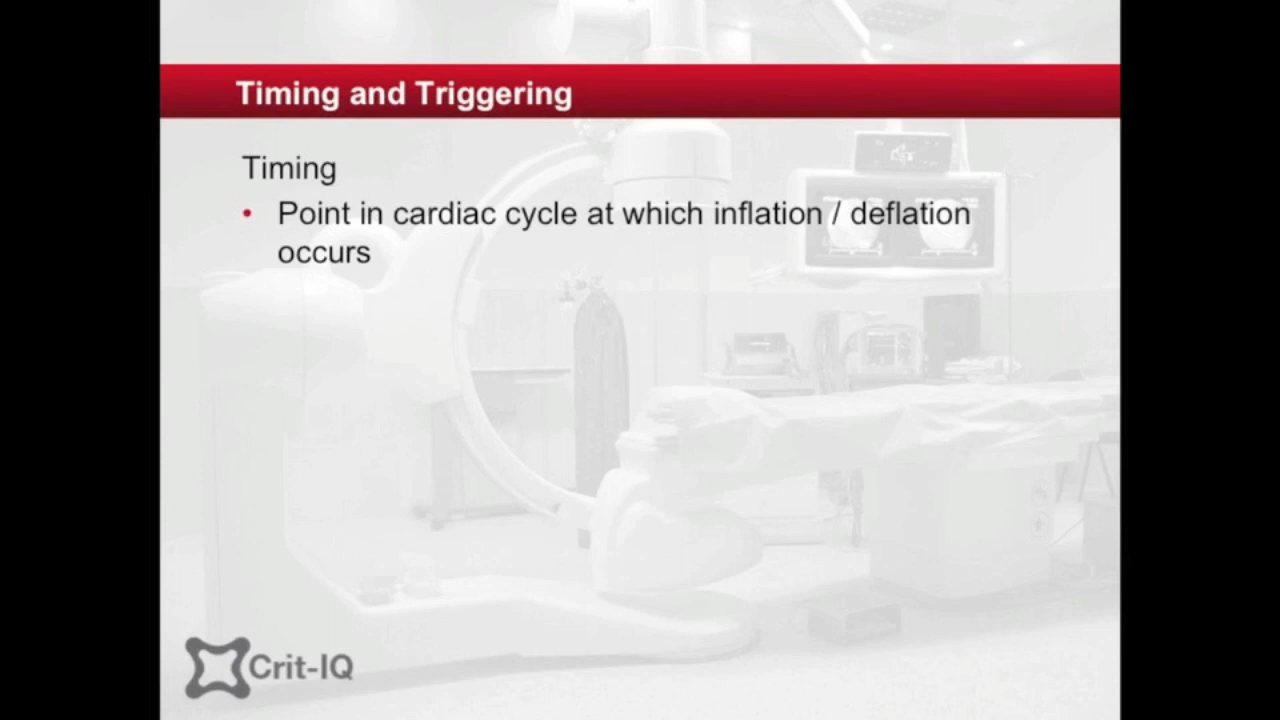 Timing and Triggering
Timing
• Point in cardiac cycle at which inflation / deflation
occurs
Crit-IQ